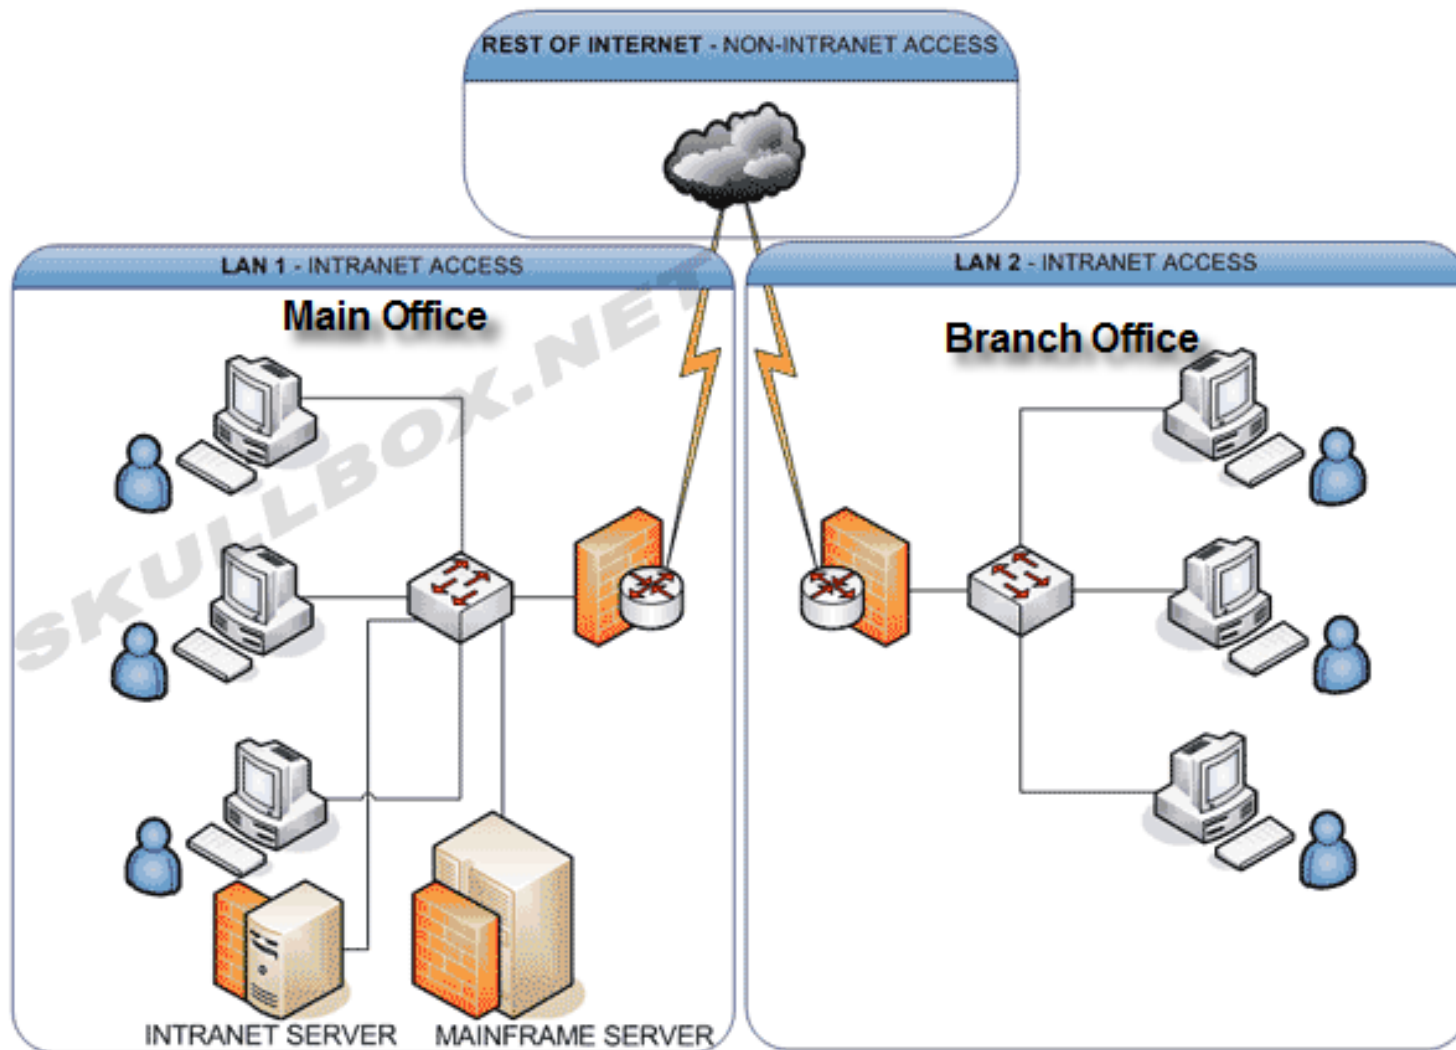 REST OF INTERNET - NON-INTRANET ACCESS
LAN 1 - INTRANET ACCESS
LAN 2 - INTRANET ACCESS
Main Office
Branch Office
SKULLBOX.NET
INTRANET SERVER
MAINFRAME SERVER